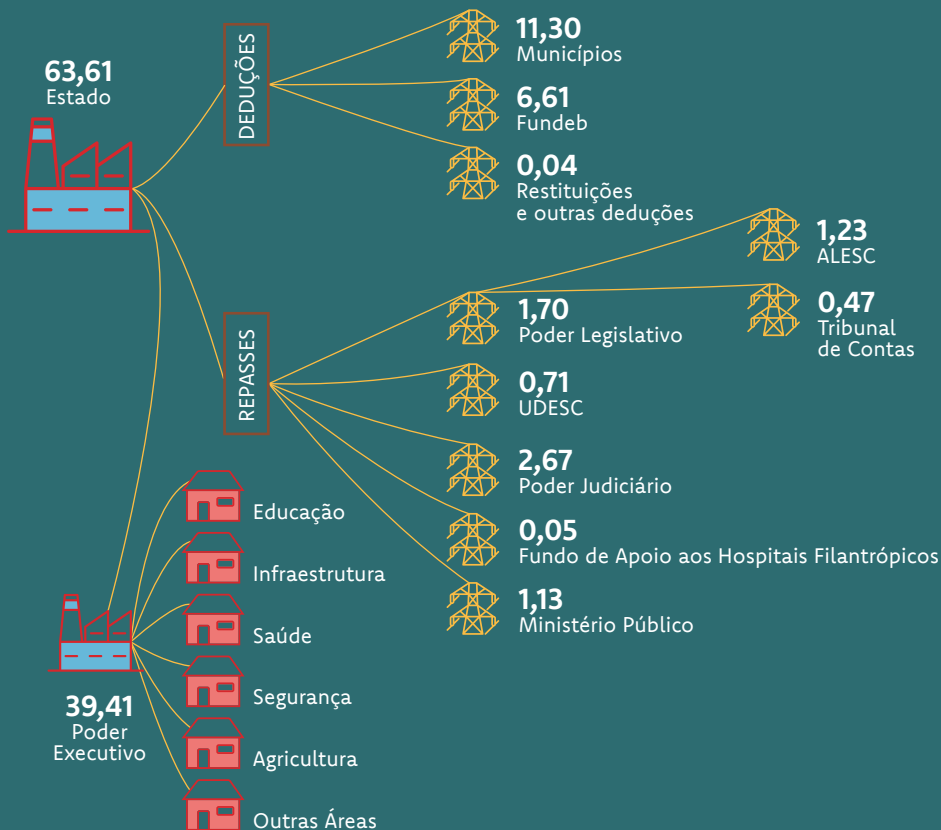 63,61
Estado
DEDUÇÕES
11,30
Municípios
6,61
Fundeb
0,04
Restituições
e outras deduções
REPASSES
1,70
Poder Legislativo
1,23
ALESC
0,47
Tribunal
de Contas
0,71
UDESC
2,67
Poder Judiciário
0,05
Fundo de Apoio aos Hospitais Filantrópicos
1,13
Ministério Público
39,41
Poder
Executivo
Educação
Infraestrutura
Saúde
Segurança
Agricultura
Outras Áreas